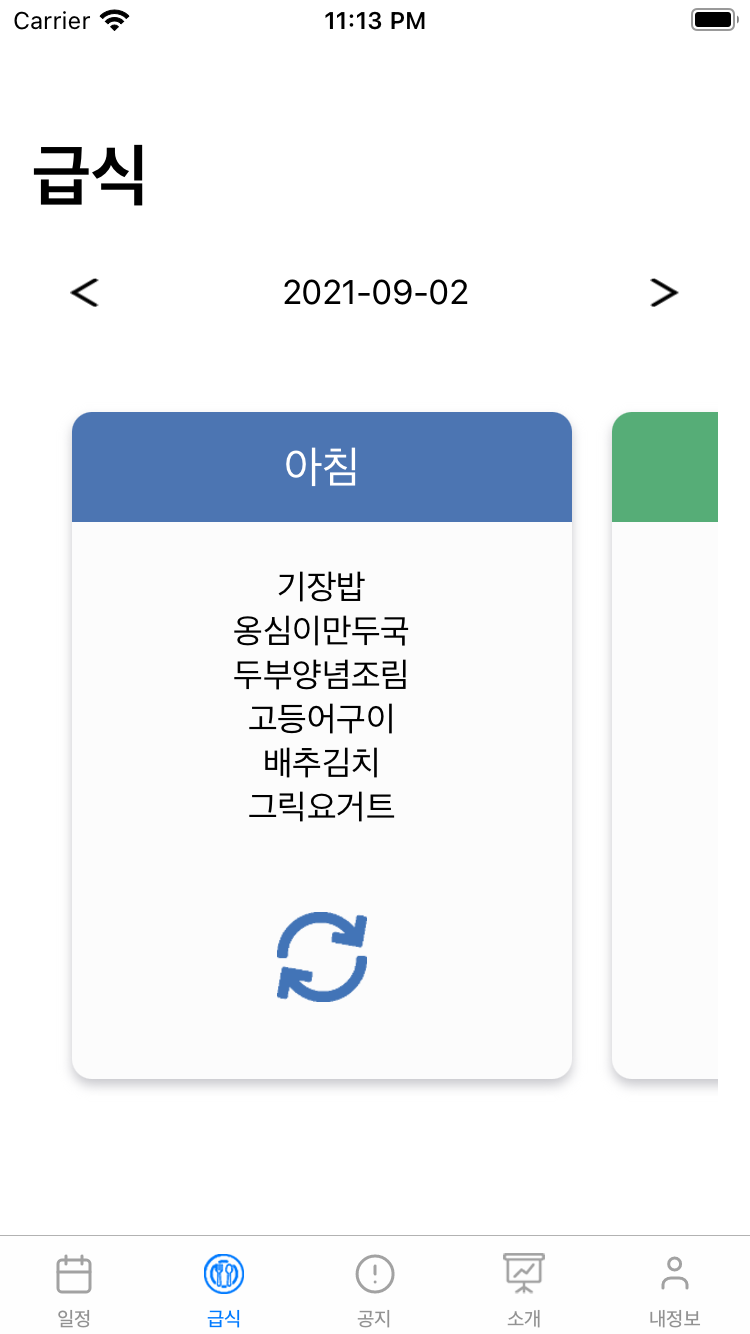 Carrier 11:13 PM
급식
< 2021-09-02 >
아침
기장밥
옹심이만두국
두부양념조림
고등어구이
배추김치
그릭요거트
일정 급식 공지 소개 내정보